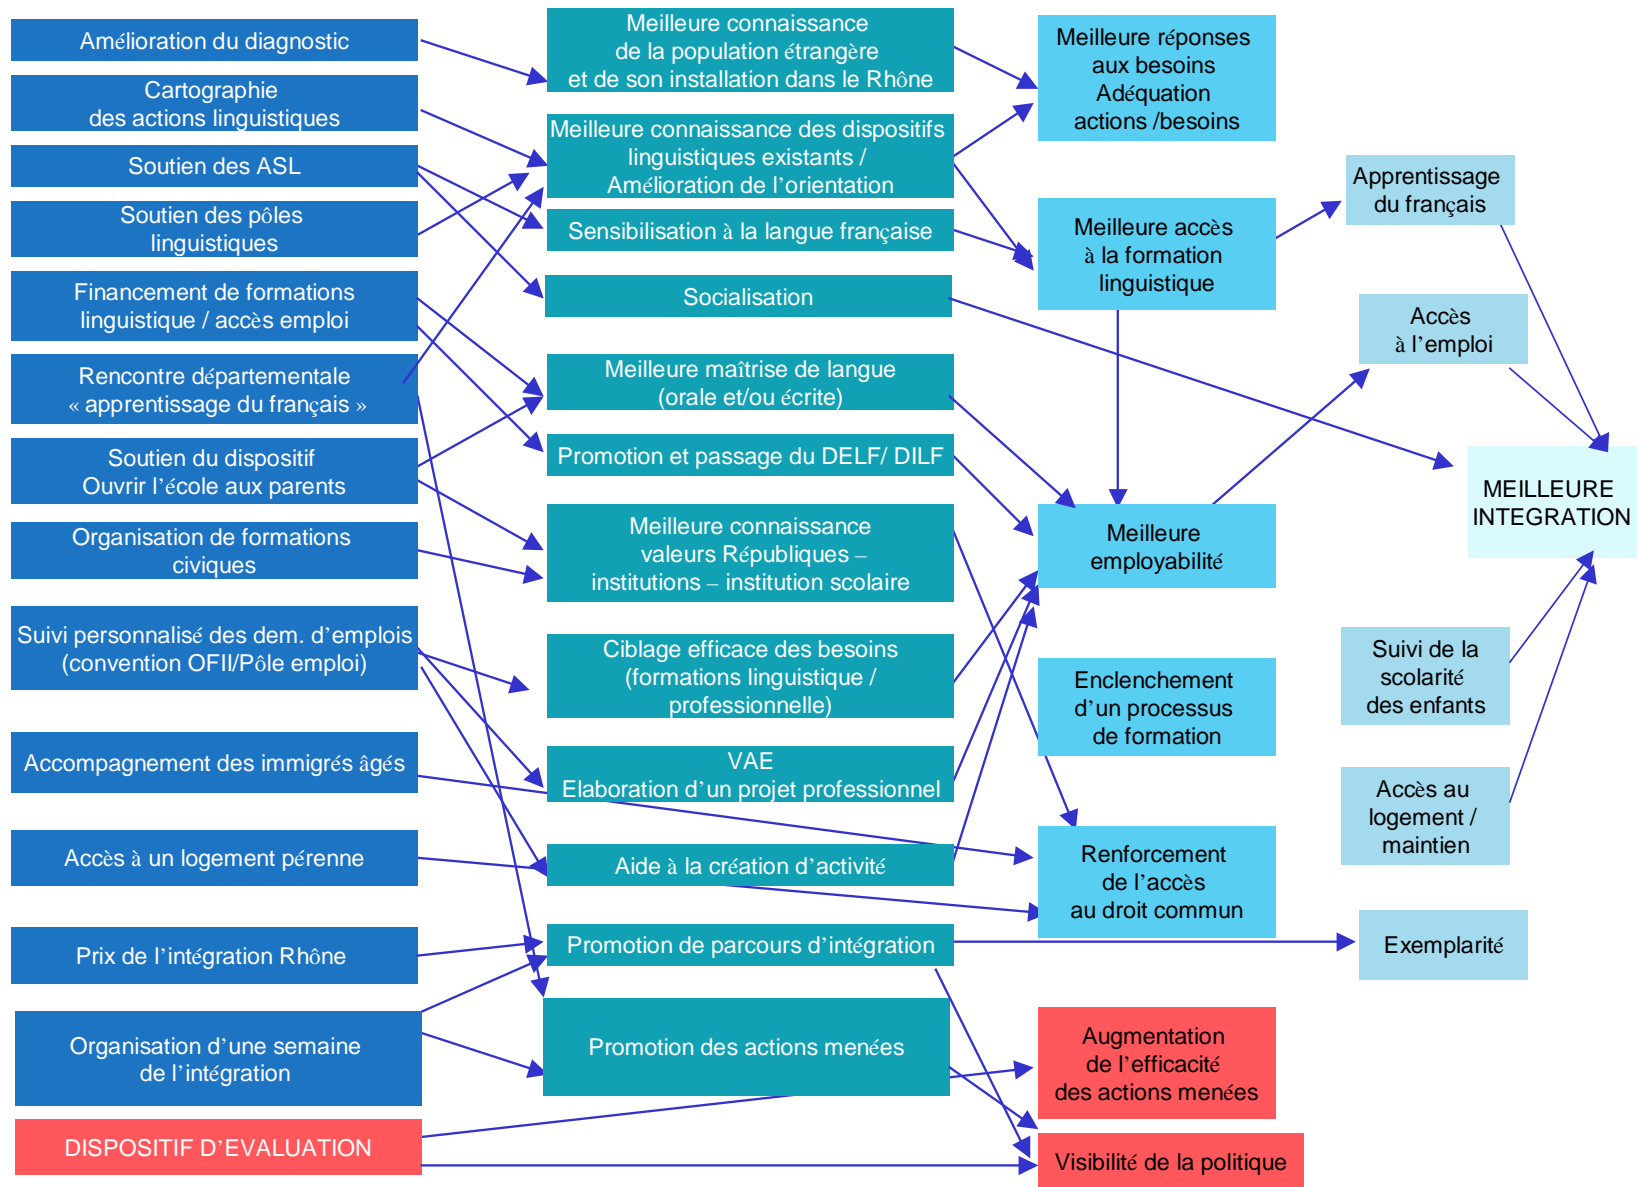 Amélioration du diagnostic
Cartographie
des actions linguistiques
Soutien des ASL
Soutien des pôles
linguistiques
Financement de formations
linguistique / accès emploi
Rencontre départementale
« apprentissage du français »
Soutien du dispositif
Ouvrir l’école aux parents
Organisation de formations
civiques
Suivi personnalisé des dem. d’emplois
(convention OFII/Pôle emploi)
Accompagnement des immigrés âgés
Accès à un logement pérenne
Prix de l’intégration Rhône
Organisation d’une semaine
de l’intégration
DISPOSITIF D’EVALUATION
Meilleure connaissance
de la population étrangère
et de son installation dans le Rhône
Meilleure connaissance des dispositifs
linguistiques existants /
Amélioration de l’orientation
Sensibilisation à la langue française
Socialisation
Meilleure maîtrise de langue
(orale et/ou écrite)
Promotion et passage du DELF/ DILF
Meilleure connaissance
valeurs Républiques –
institutions – institution scolaire
Ciblage efficace des besoins
(formations linguistique /
professionnelle)
VAE
Elaboration d’un projet professionnel
Aide à la création d’activité
Promotion de parcours d’intégration
Promotion des actions menées
Meilleure réponses
aux besoins
Adéquation
actions /besoins
Meilleure accès
à la formation
linguistique
Meilleure
employabilité
Enclenchement
d’un processus
de formation
Renforcement
de l’accès
au droit commun
Augmentation
de l’efficacité
des actions menées
Visibilité de la politique
Apprentissage
du français
Accès
à l’emploi
Suivi de la
scolarité
des enfants
Accès au
logement /
maintien
Exemplarité
MEILLEURE
INTEGRATION